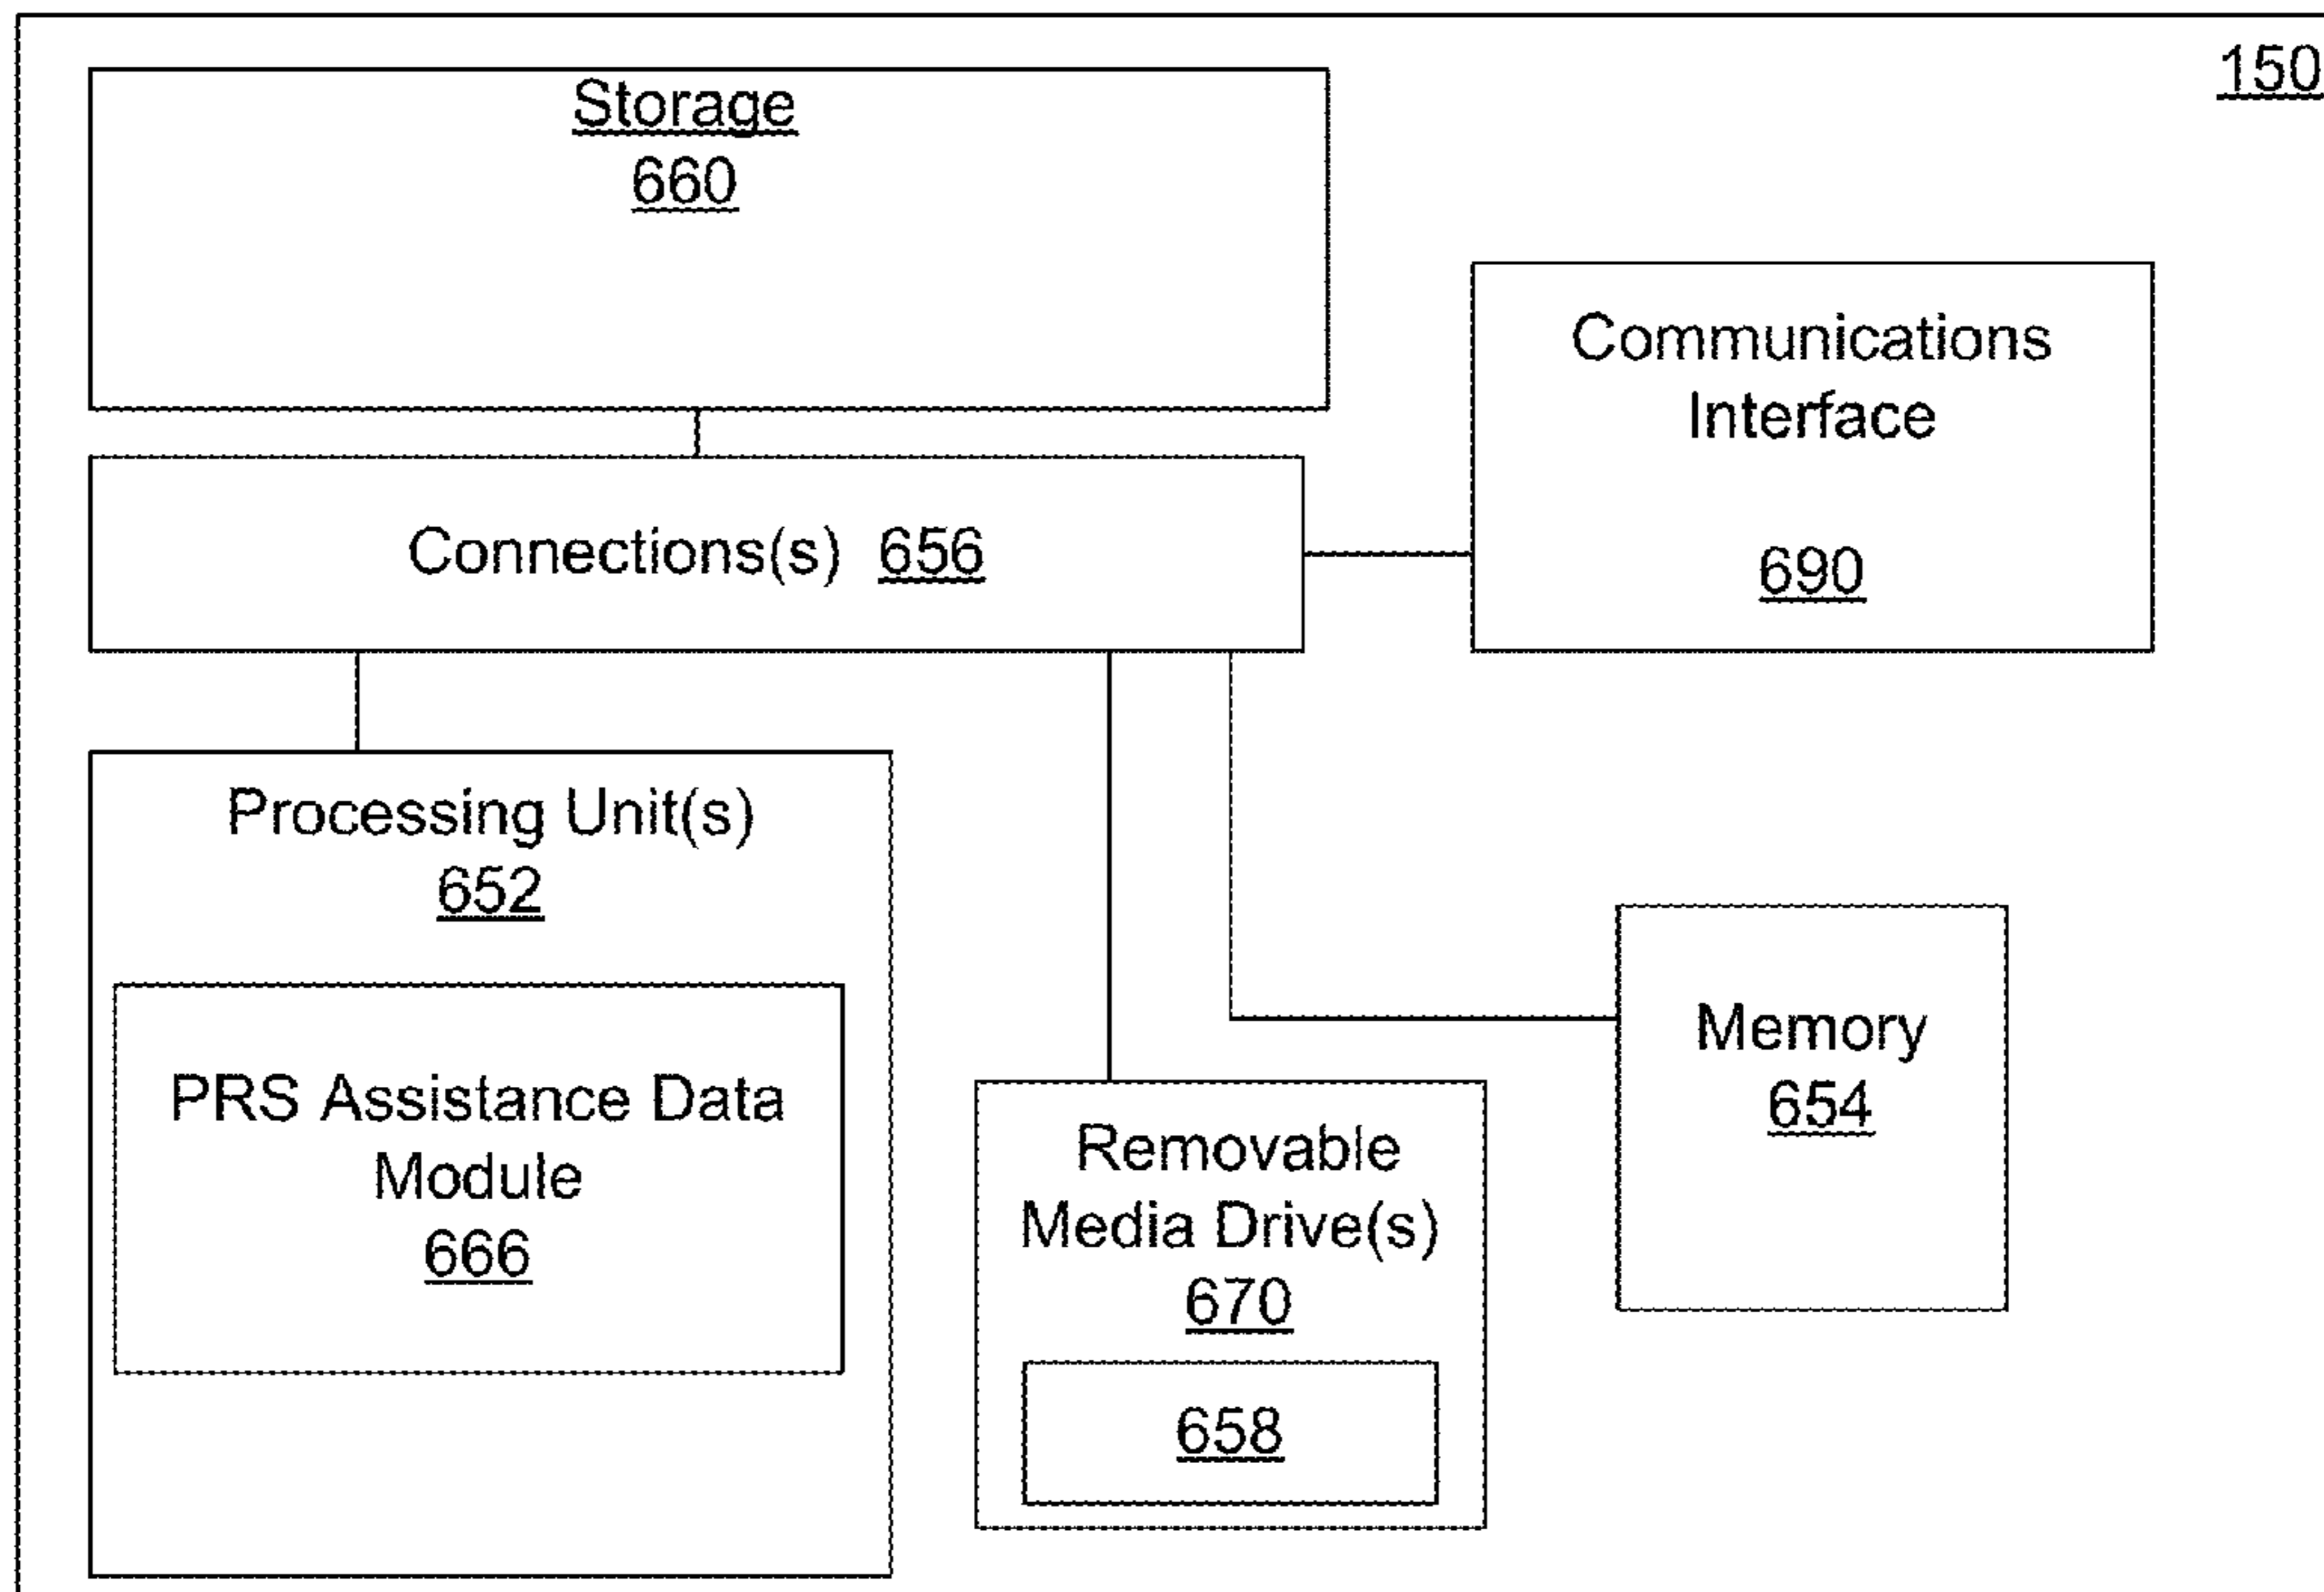 150
Storage
660
Communications
Interface
690
Connections(s) 656
Processing Unit(s)
652
PRS Assistance Data
Module
666
Removable
Media Drive(s)
670
658
Memory
654